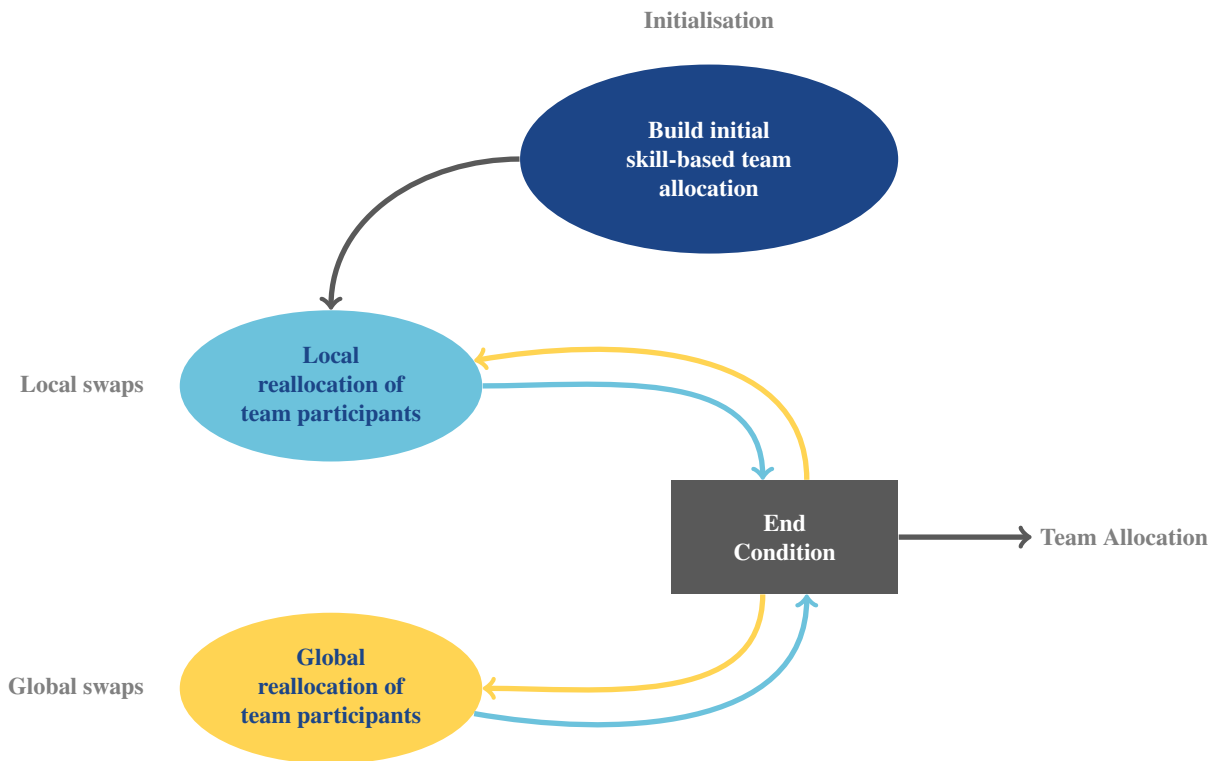 Initialisation
Build initial
skill-based team
allocation
Local swaps
Local
reallocation of
team participants
End
Condition
Team Allocation
Global swaps
Global
reallocation of
team participants